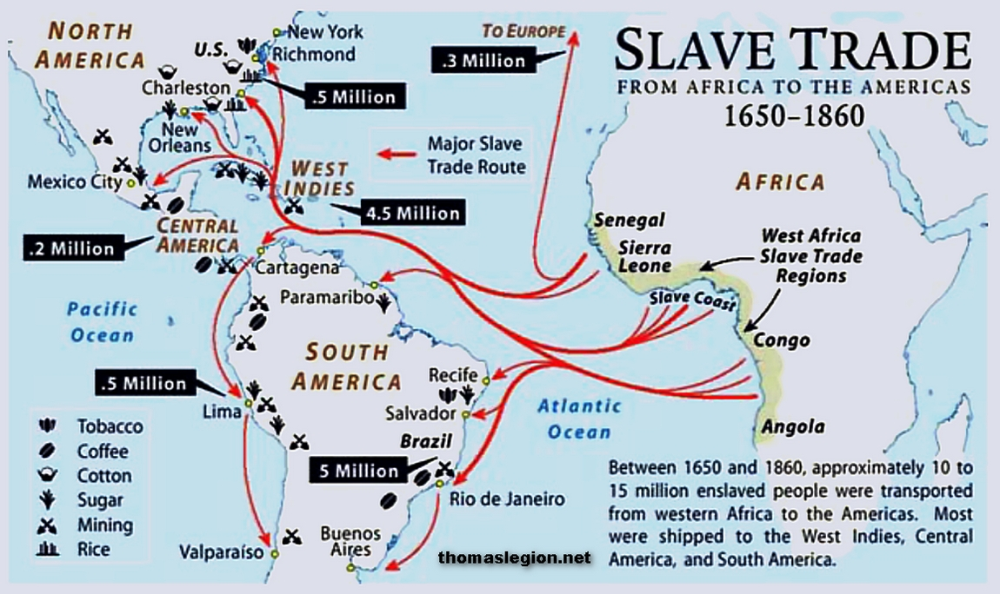 SLAVE TRADE
FROM AFRICA TO THE AMERICAS
1650–1860
NORTH
AMERICA
U.S.
New York
Richmond
TO EUROPE
.3 Million
Charleston
.5 Million
New
Orleans
Major Slave
Trade Route
Mexico City
WEST
INDIES
4.5 Million
CENTRAL
AMERICA
.2 Million
Cartagena
Paramaribo
AFRICA
Senegal
Sierra
Leone
West Africa
Slave Trade
Regions
Slave Coast
Congo
Angola
Pacific
Ocean
SOUTH
AMERICA
.5 Million
Lima
Recife
Salvador
Brazil
5 Million
Atlantic
Ocean
Rio de Janeiro
Buenos
Aires
Valparaíso
Tobacco
Coffee
Cotton
Sugar
Mining
Rice
thomaslegion.net
Between 1650 and 1860, approximately 10 to
15 million enslaved people were transported
from western Africa to the Americas. Most
were shipped to the West Indies, Central
America, and South America.